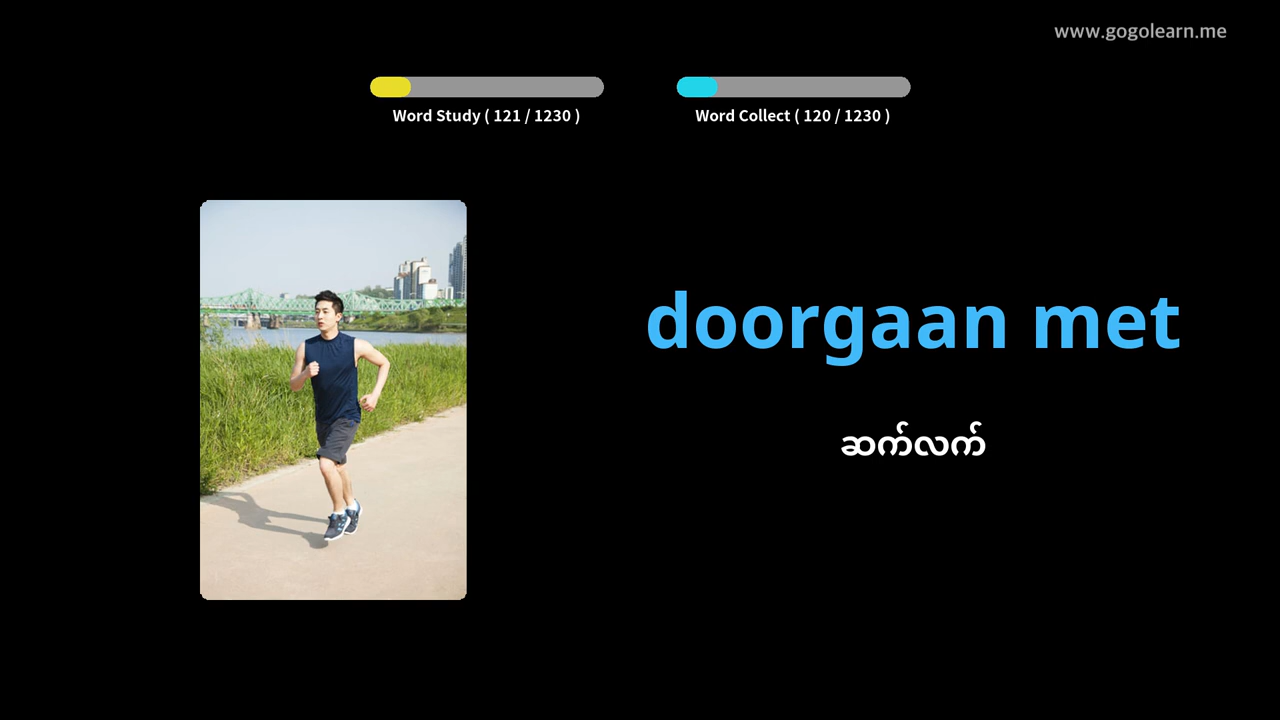 www.gogolearn.me
Word Study ( 121 / 1230 )
Word Collect ( 120 / 1230 )
doorgaan met
ဆက်လက်